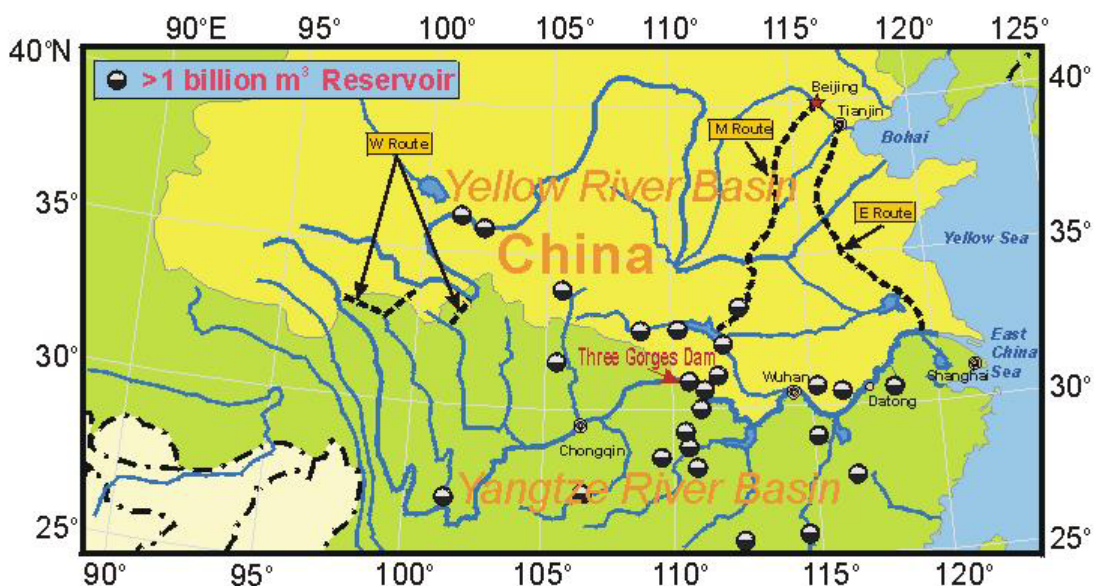 90°E 95° 100° 105° 110° 115° 120° 125°
40°N
>1 billion m³ Reservoir
40°
Beijing
Tianjin
M Route
W Route
Bohai
Yellow River Basin
35°
E Route
35°
Yellow Sea
China
East
China
Sea
30°
Three Gorges Dam
Wuhan
Shanghai
30°
Datong
Chongqin
Yangtze River Basin
25°
25°
90° 95° 100° 105° 110° 115° 120°